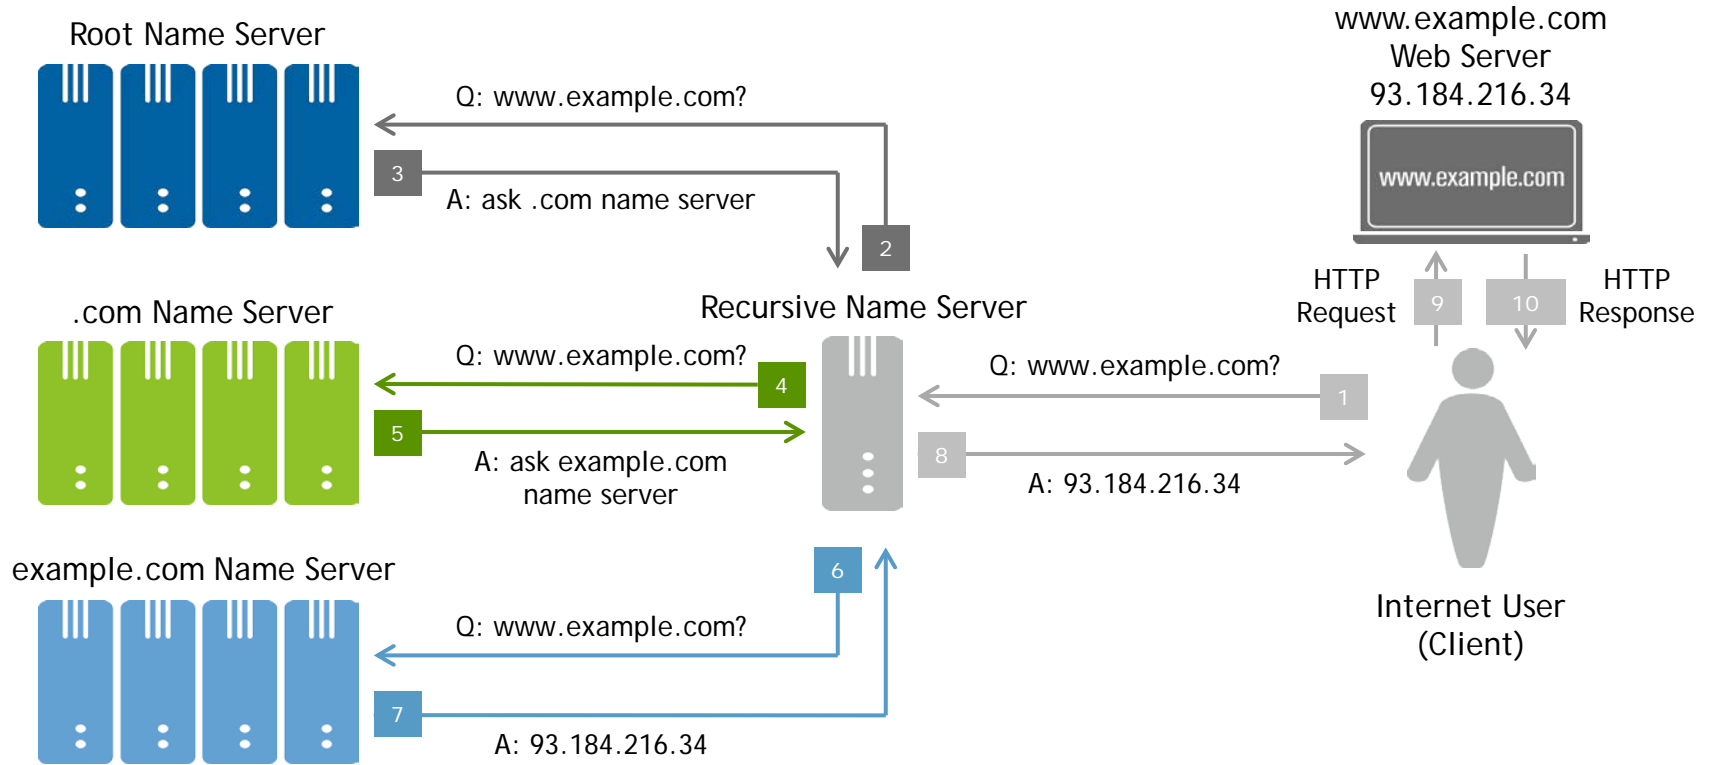 Root Name Server
Q: www.example.com?
3
A: ask .com name server
2
www.example.com
Web Server
93.184.216.34
www.example.com
HTTP
Request
9
10
HTTP
Response
.com Name Server
Recursive Name Server
Q: www.example.com?
4
5
A: ask example.com
name server
Q: www.example.com?
1
8
A: 93.184.216.34
example.com Name Server
6
Q: www.example.com?
7
A: 93.184.216.34
Internet User
(Client)